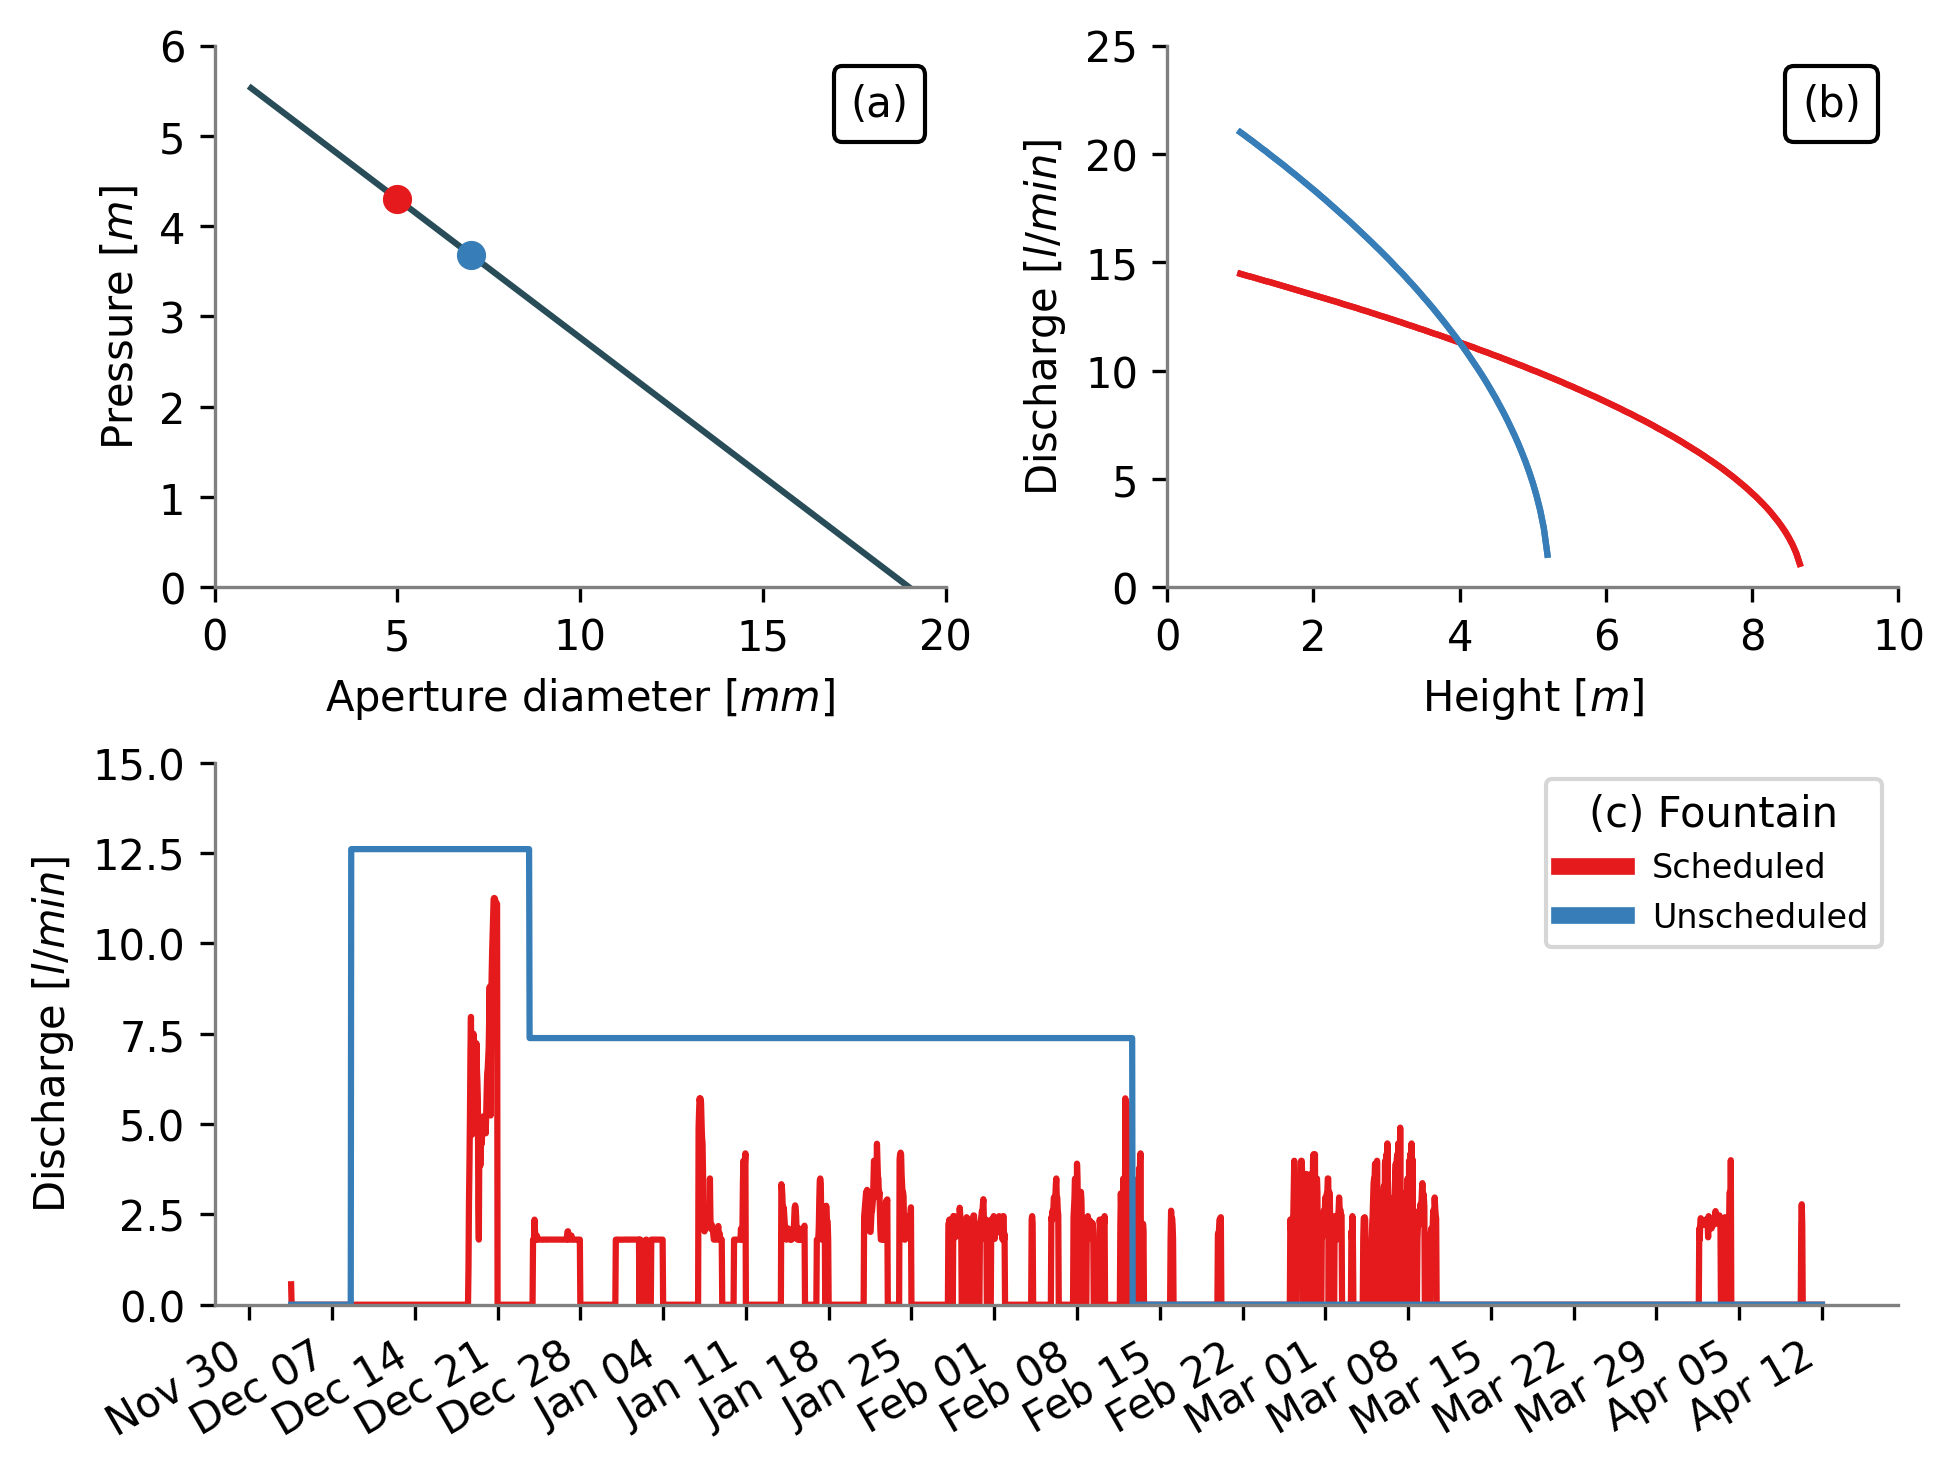 (a)
6
5
4
3
2
1
0
Pressure [m]
0 5 10 15 20
Aperture diameter [mm]
(b)
25
20
15
10
5
0
Discharge [l/min]
0 2 4 6 8 10
Height [m]
15.0
12.5
10.0
7.5
5.0
2.5
0.0
Discharge [l/min]
(c) Fountain
Scheduled
Unscheduled
Nov 30 Dec 07 Dec 14 Dec 21 Dec 28 Jan 04 Jan 11 Jan 18 Jan 25 Feb 01 Feb 08 Feb 15 Feb 22 Mar 01 Mar 08 Mar 15 Mar 22 Mar 29 Apr 05 Apr 12